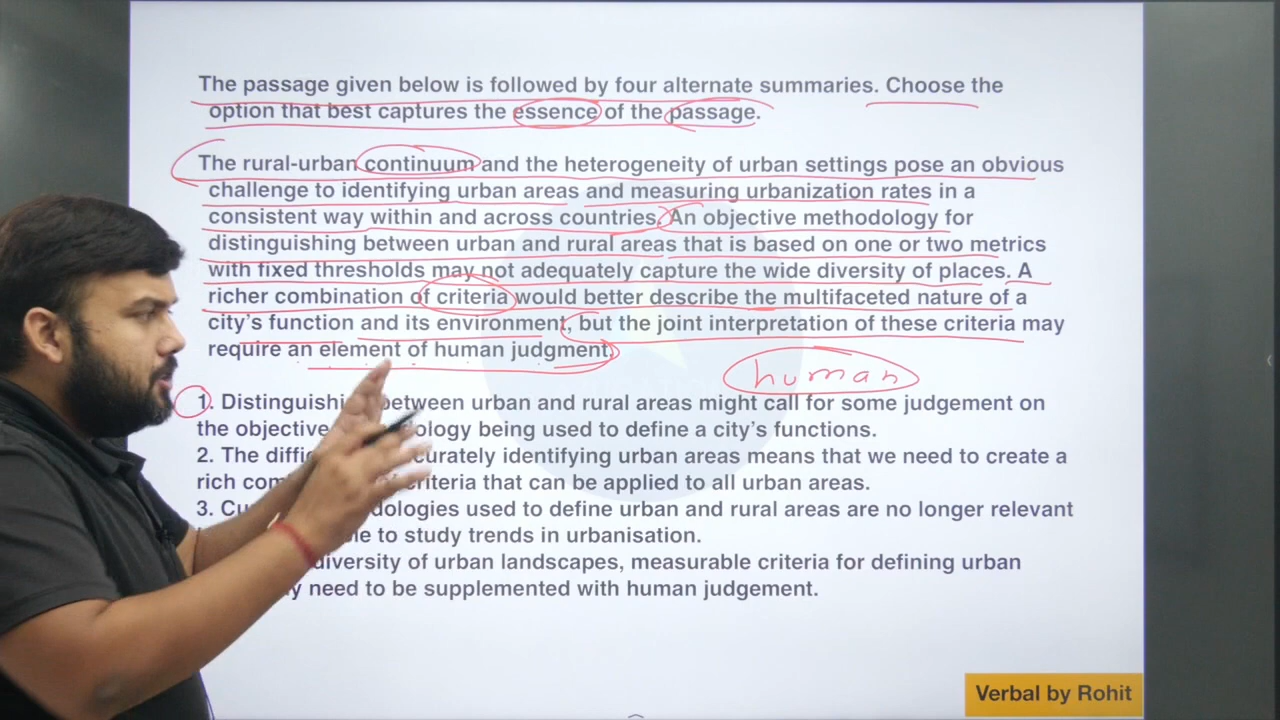 The passage given below is followed by four alternate summaries. Choose the
option that best captures the essence of the passage.
The rural-urban continuum and the heterogeneity of urban settings pose an obvious
challenge to identifying urban areas and measuring urbanization rates in a
consistent way within and across countries. An objective methodology for
distinguishing between urban and rural areas that is based on one or two metrics
with fixed thresholds may not adequately capture the wide diversity of places. A
richer combination of criteria would better describe the multifaceted nature of a
city's function and its environment, but the joint interpretation of these criteria may
require an element of human judgment.
human
1. between urban and rural areas might call for some judgement on
the objective being used to define a city's functions.
2. The identifying urban areas means that we need to create a
rich criteria that can be applied to all urban areas.
3. used to define urban and rural areas are no longer relevant
to study trends in urbanisation.
diversity of urban landscapes, measurable criteria for defining urban
need to be supplemented with human judgement.
Verbal by Rohit